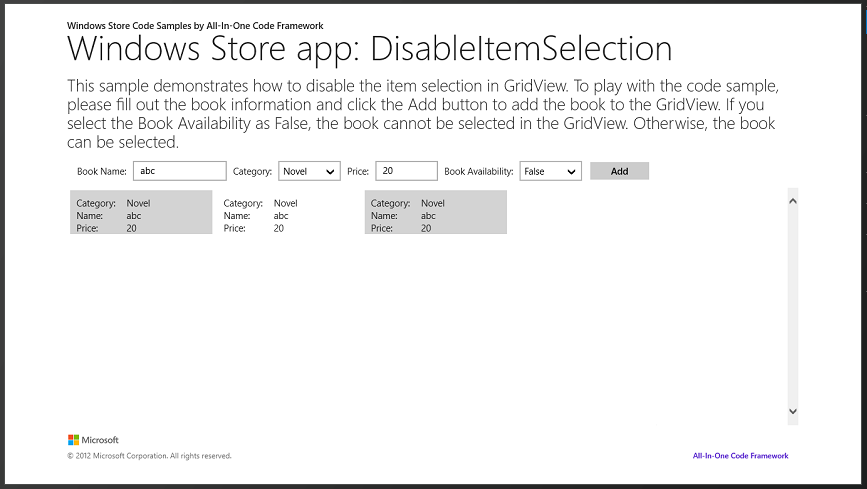 Windows Store Code Samples by All-In-One Code Framework
Windows Store app: DisableItemSelection
This sample demonstrates how to disable the item selection in GridView. To play with the code sample,
please fill out the book information and click the Add button to add the book to the GridView. If you
select the Book Availability as False, the book cannot be selected in the GridView. Otherwise, the book
can be selected.
Book Name: abc Category: Novel Price: 20 Book Availability: False Add
Category: Novel Category: Novel Category: Novel
Name: abc Name: abc Name: abc
Price: 20 Price: 20 Price: 20
Microsoft
© 2012 Microsoft Corporation. All rights reserved. All-In-One Code Framework